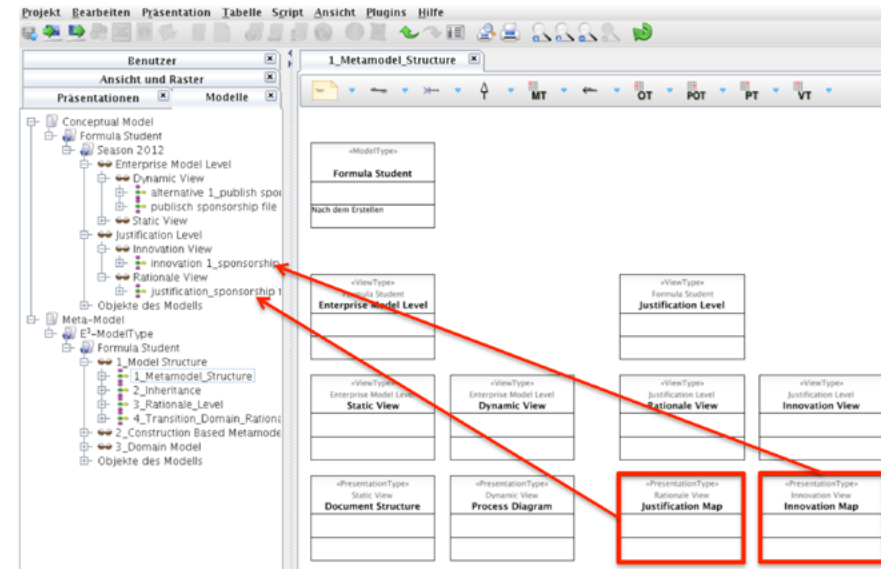 Projekt Bearbeiten Präsentation Tabelle Script Ansicht Plugins Hilfe
Benutzer
Ansicht und Raster
Präsentationen Modelle
Conceptual Model
Formula Student
Season 2012
Enterprise Model Level
Dynamic View
alternative 1_publish spo
publisch sponsorship file
Static View
Justification Level
Innovation View
innovation 1_sponsorship
Rationale View
justification_sponsorship f
Objekte des Modells
Meta-Model
E³-ModelType
Formula Student
1_Model Structure
1_Metamodel_Structure
2_Inheritance
3_Rationale_Level
4_Transition_Domain_Rationa
2_Construction Based Metamode
3_Domain Model
Objekte des Modells
1_Metamodel_Structure
MT OT POT PT VT
«ModelType»
Formula Student
Nach dem Erstellen
«ViewType»
Formula Student
Enterprise Model Level
«ViewType»
Formula Student
Justification Level
«ViewType»
Enterprise Model Level
Static View
«ViewType»
Enterprise Model Level
Dynamic View
«ViewType»
Justification Level
Rationale View
«ViewType»
Justification Level
Innovation View
«PresentationType»
Static View
Document Structure
«PresentationType»
Dynamic View
Process Diagram
«PresentationType»
Rationale View
Justification Map
«PresentationType»
Innovation View
Innovation Map